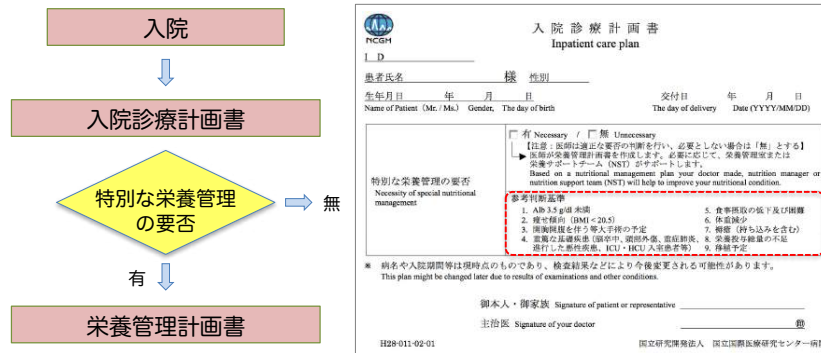 入院
入院診療計画書
特別な栄養管理
の要否
無
有
栄養管理計画書
NCGM
入院診療計画書
Inpatient care plan
I D
患者氏名 様 性別
生年月日 年 月 日 交付日 年 月 日
Name of Patient (Mr. / Ms.) Gender, The day of birth The day of delivery Date (YYYY/MM/DD)
特別な栄養管理の要否
Necessity of special nutritional
management
有 Necessary / 無 Unnecessary
【注意:医師は適正な要否の判断を行い、必要としない場合は「無」とする】
医師が栄養管理計画書を作成します。必要に応じて、栄養管理室または
栄養サポートチーム(NST)がサポートします。
Based on a nutritional management plan your doctor made, nutrition manager or
nutrition support team (NST) will help to improve your nutritional condition.
参考判断基準
1. Alb 3.5 g/dl 未満 5. 食事摂取の低下及び困難
2. 痩せ傾向(BMI < 20.5) 6. 体重減少
3. 開胸開腹を伴う等大手術の予定 7. 褥瘡(持ち込みを含む)
4. 重篤な基礎疾患(脳卒中、頭部外傷、重症肺炎、 8. 栄養投与総量の不足
進行した悪性疾患、ICU・HCU 入室患者等) 9. 移植予定
※ 病名や入院期間等は現時点のものであり、検査結果などにより今後変更される可能性があります。
This plan might be changed later due to results of examinations and other conditions.
御本人・御家族 Signature of patient or representative
主治医 Signature of your doctor ㊞
H28-011-02-01 国立研究開発法人 国立国際医療研究センター病院